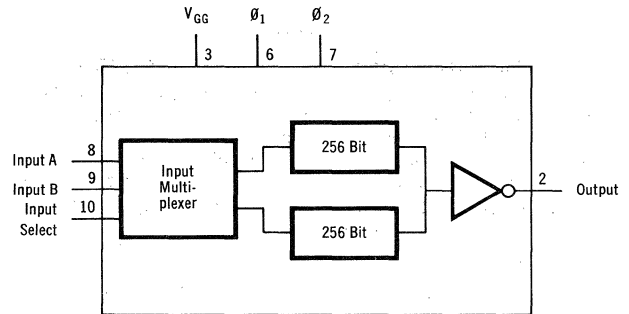 V_GG ø₁ ø₂
3 6 7
Input A 8
Input B 9
Input Select 10
Input Multi-plexer
256 Bit
256 Bit
2 Output